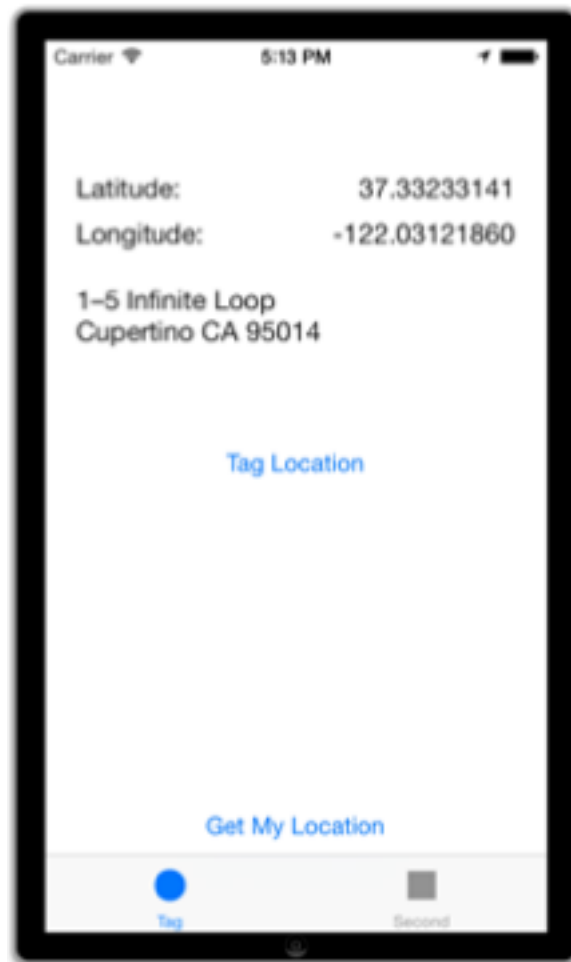 Carrier 5:13 PM
Latitude: 37.33233141
Longitude: -122.03121860
1–5 Infinite Loop
Cupertino CA 95014
Tag Location
Get My Location
Tag Second